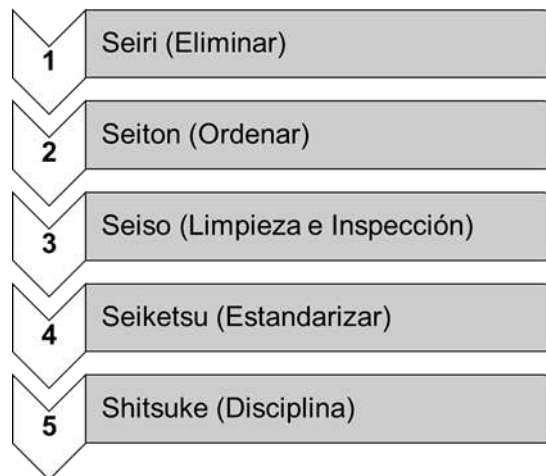 1 Seiri (Eliminar)
2 Seiton (Ordenar)
3 Seiso (Limpieza e Inspección)
4 Seiketsu (Estandarizar)
5 Shitsuke (Disciplina)